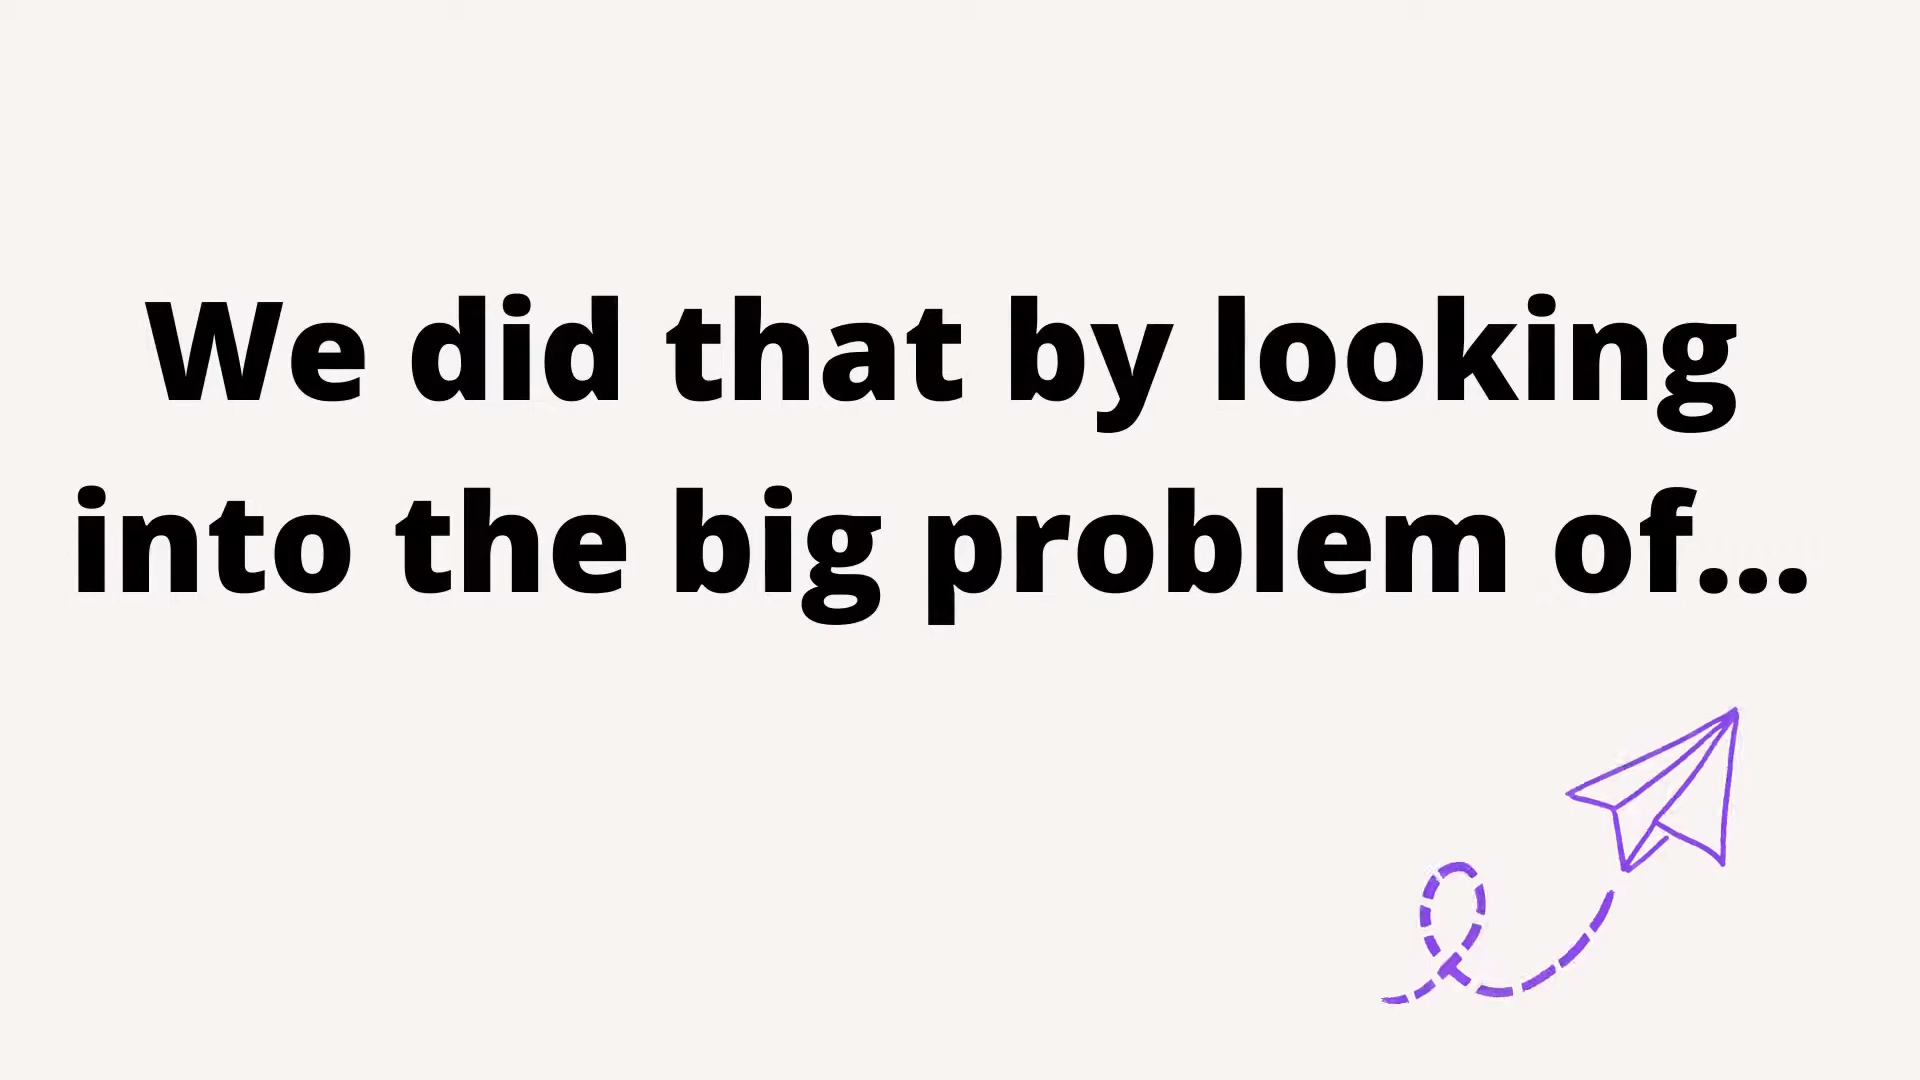 We did that by looking
into the big problem of...